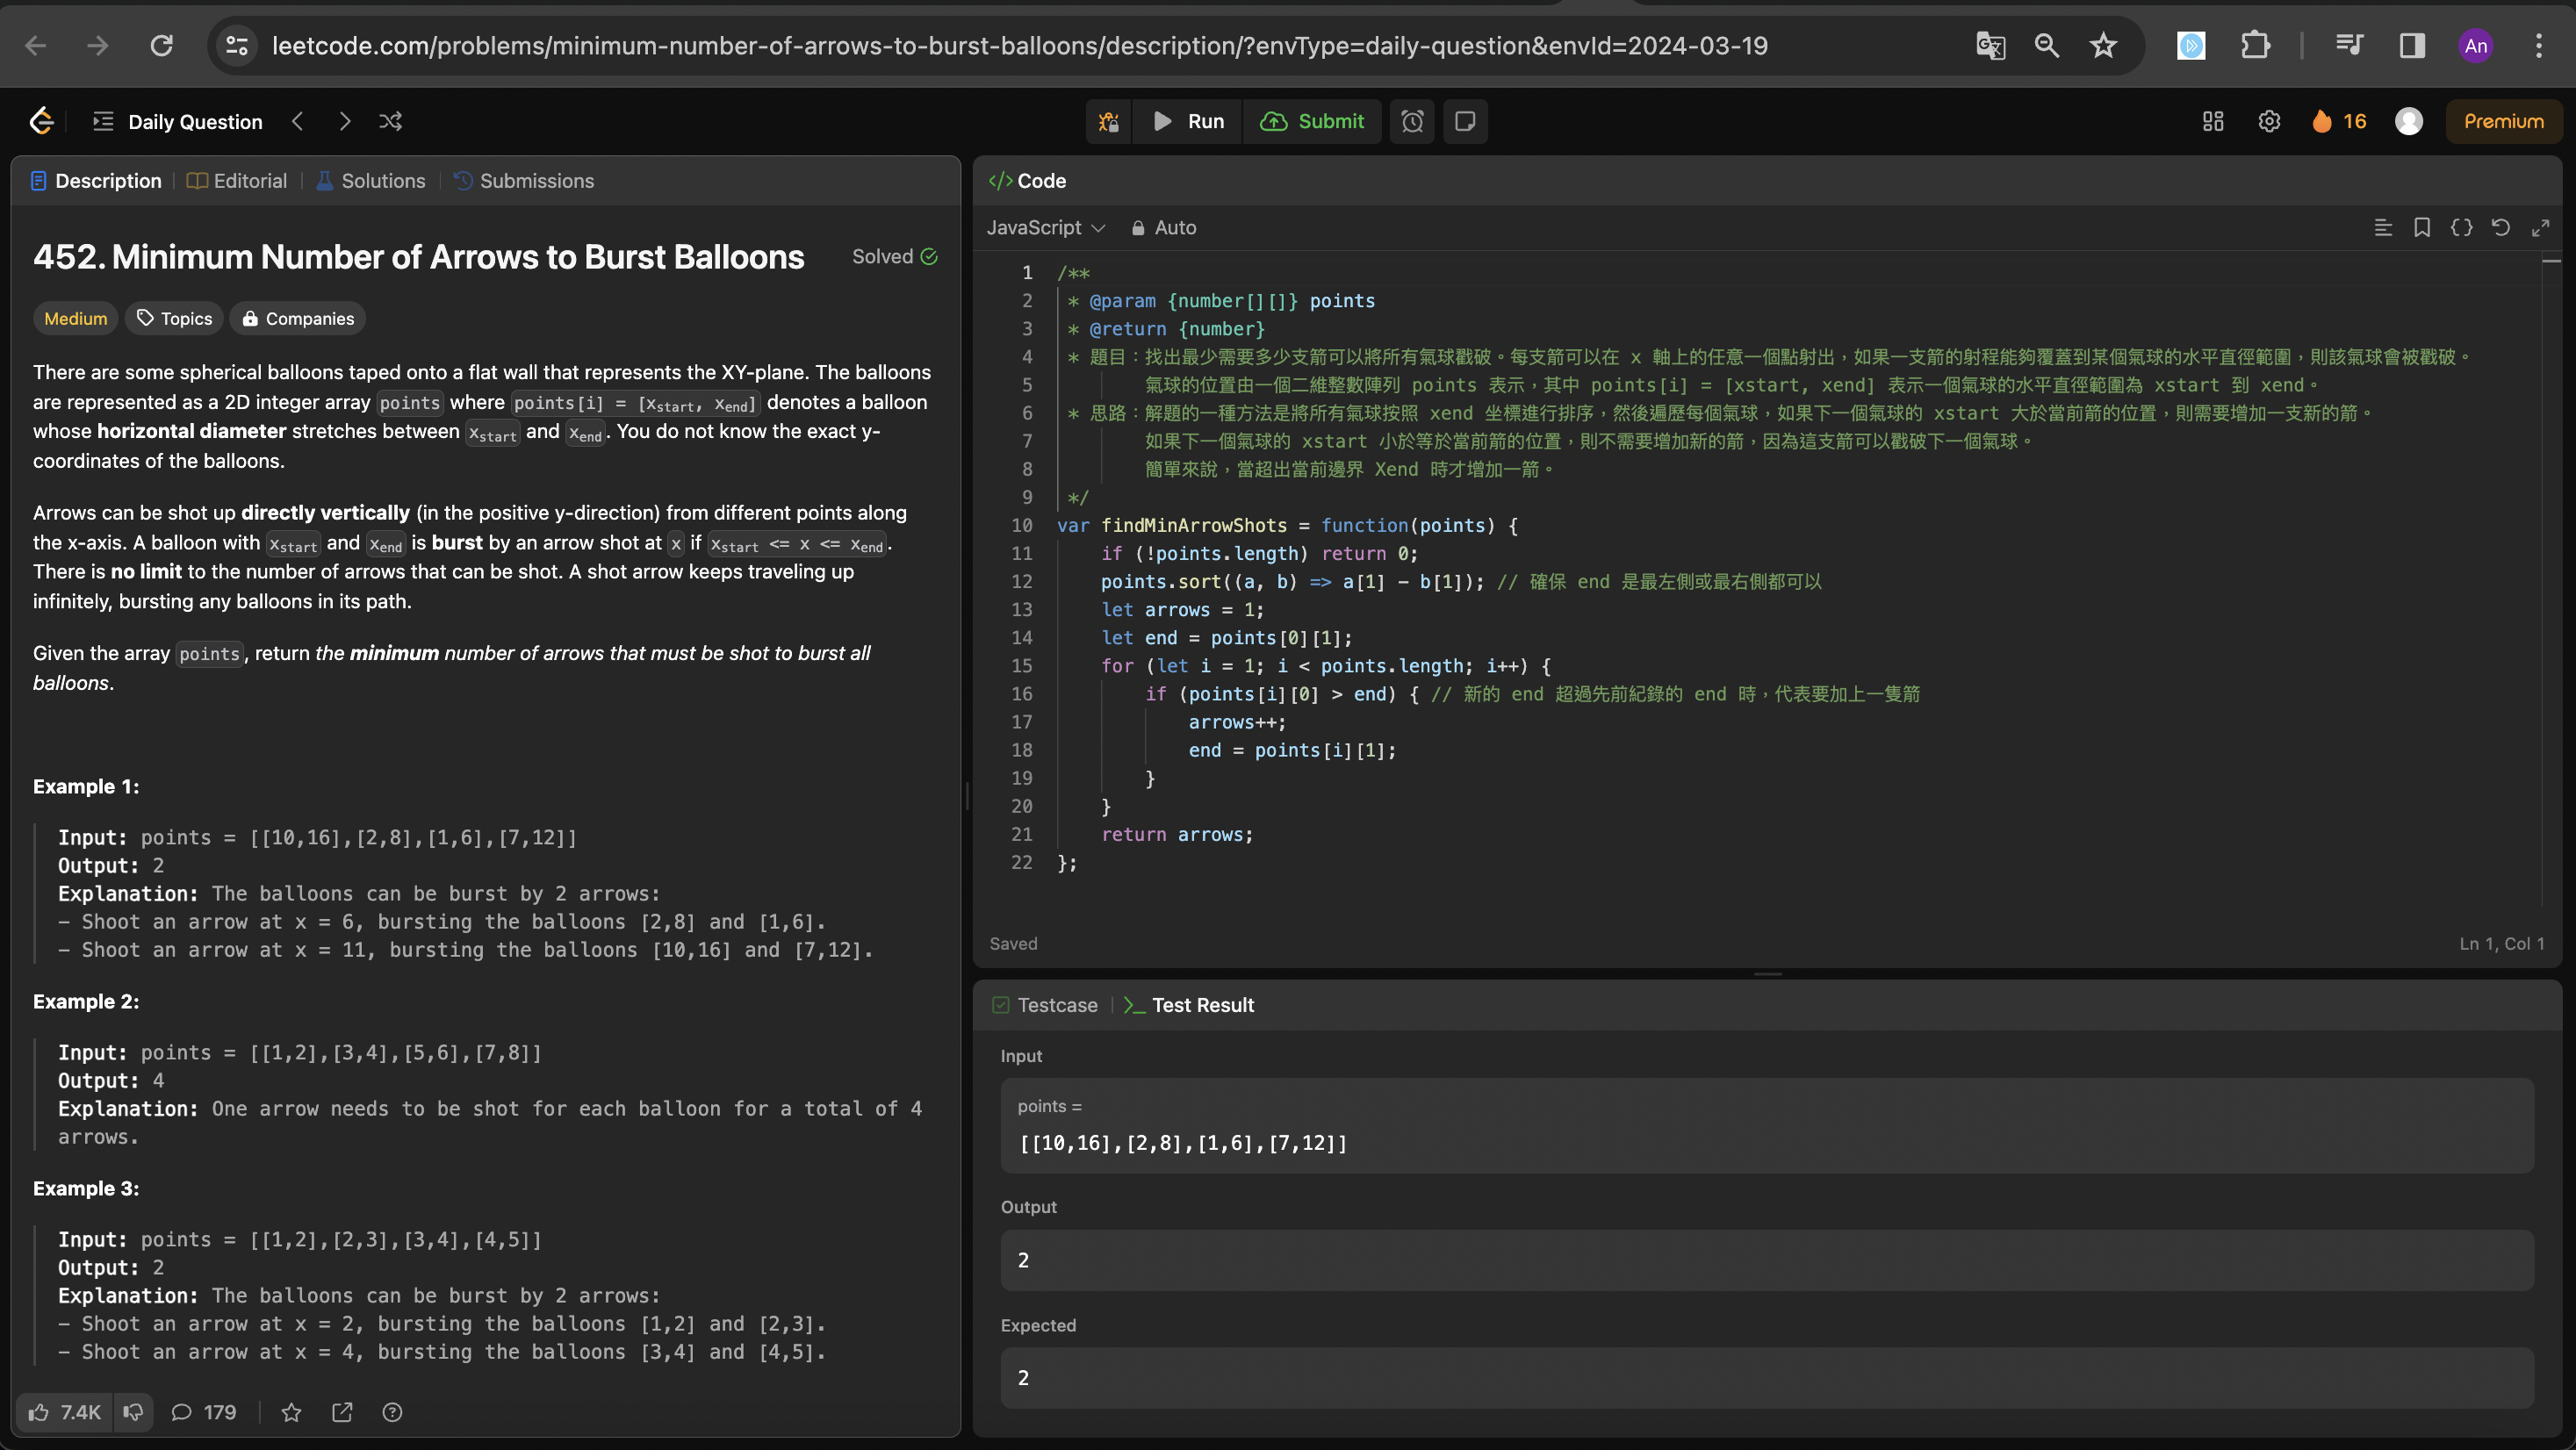 leetcode.com/problems/minimum-number-of-arrows-to-burst-balloons/description/?envType=daily-question&envId=2024-03-19
An
Daily Question
Run
Submit
16
Premium
Description
Editorial
Solutions
Submissions
452. Minimum Number of Arrows to Burst Balloons
Solved
Medium
Topics
Companies
There are some spherical balloons taped onto a flat wall that represents the XY-plane. The balloons
are represented as a 2D integer array points where points[i] = [xstart, xend] denotes a balloon
whose horizontal diameter stretches between xstart and xend. You do not know the exact y-
coordinates of the balloons.
Arrows can be shot up directly vertically (in the positive y-direction) from different points along
the x-axis. A balloon with xstart and xend is burst by an arrow shot at x if xstart <= x <= xend.
There is no limit to the number of arrows that can be shot. A shot arrow keeps traveling up
infinitely, bursting any balloons in its path.
Given the array points, return the minimum number of arrows that must be shot to burst all
balloons.
Example 1:
Input: points = [[10,16],[2,8],[1,6],[7,12]]
Output: 2
Explanation: The balloons can be burst by 2 arrows:
- Shoot an arrow at x = 6, bursting the balloons [2,8] and [1,6].
- Shoot an arrow at x = 11, bursting the balloons [10,16] and [7,12].
Example 2:
Input: points = [[1,2],[3,4],[5,6],[7,8]]
Output: 4
Explanation: One arrow needs to be shot for each balloon for a total of 4
arrows.
Example 3:
Input: points = [[1,2],[2,3],[3,4],[4,5]]
Output: 2
Explanation: The balloons can be burst by 2 arrows:
- Shoot an arrow at x = 2, bursting the balloons [1,2] and [2,3].
- Shoot an arrow at x = 4, bursting the balloons [3,4] and [4,5].
7.4K
179
</> Code
JavaScript
Auto
1 /**
2 * @param {number[][]} points
3 * @return {number}
4 * 題目：找出最少需要多少支箭可以將所有氣球戳破。每支箭可以在 x 軸上的任意一個點射出，如果一支箭的射程能夠覆蓋到某個氣球的水平直徑範圍，則該氣球會被戳破。
5 氣球的位置由一個二維整數陣列 points 表示，其中 points[i] = [xstart, xend] 表示一個氣球的水平直徑範圍為 xstart 到 xend。
6 * 思路：解題的一種方法是將所有氣球按照 xend 坐標進行排序，然後遍歷每個氣球，如果下一個氣球的 xstart 大於當前箭的位置，則需要增加一支新的箭。
7 如果下一個氣球的 xstart 小於等於當前箭的位置，則不需要增加新的箭，因為這支箭可以戳破下一個氣球。
8 簡單來說，當超出當前邊界 Xend 時才增加一箭。
9 */
10 var findMinArrowShots = function(points) {
11 if (!points.length) return 0;
12 points.sort((a, b) => a[1] - b[1]); // 確保 end 是最左側或最右側都可以
13 let arrows = 1;
14 let end = points[0][1];
15 for (let i = 1; i < points.length; i++) {
16 if (points[i][0] > end) { // 新的 end 超過先前紀錄的 end 時，代表要加上一隻箭
17 arrows++;
18 end = points[i][1];
19 }
20 }
21 return arrows;
22 };
Saved
Ln 1, Col 1
Testcase
Test Result
Input
points =
[[10,16],[2,8],[1,6],[7,12]]
Output
2
Expected
2